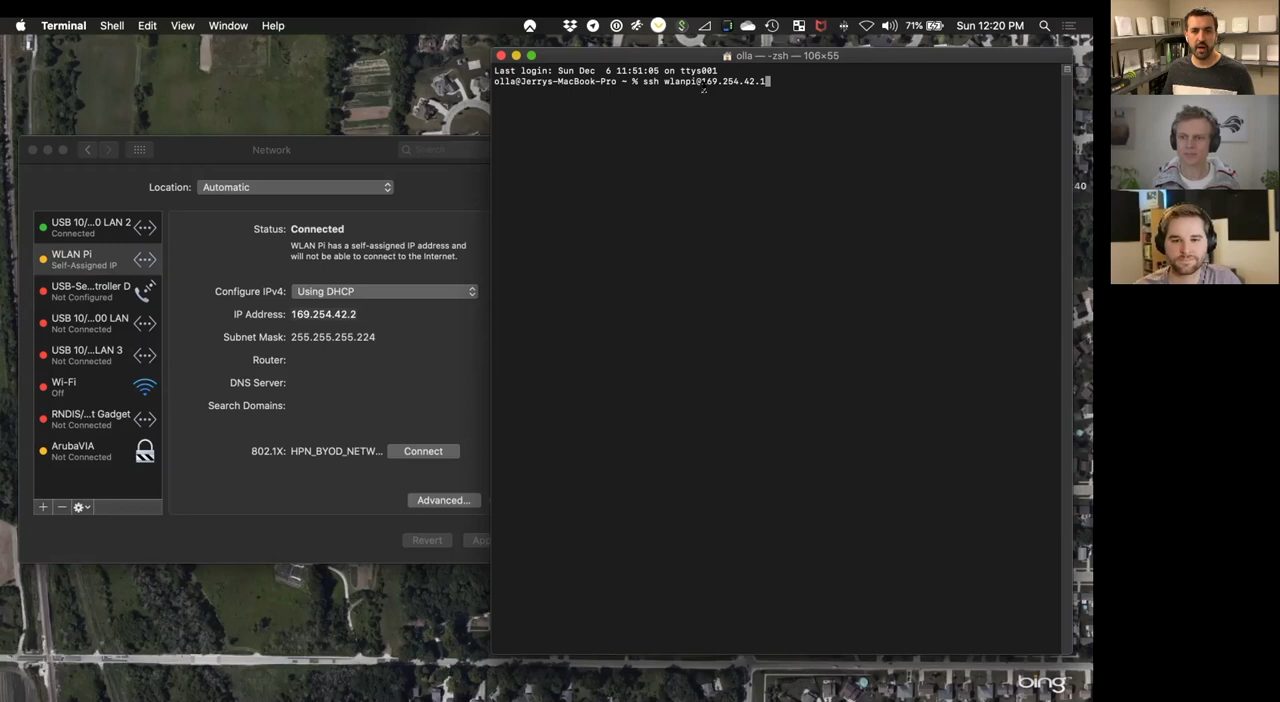 Terminal Shell Edit View Window Help
71% Sun 12:20 PM
olla — -zsh — 106×55
Last login: Sun Dec 6 11:51:05 on ttys001
olla@Jerrys-MacBook-Pro ~ % ssh wlanpi@169.254.42.1
Network
Search
Location: Automatic
USB 10/...0 LAN 2
Connected
WLAN Pi
Self-Assigned IP
USB-Se...troller D
Not Configured
USB 10/...00 LAN
Not Connected
USB 10/...LAN 3
Not Connected
Wi-Fi
Off
RNDIS/...t Gadget
Not Connected
ArubaVIA
Not Connected
Status: Connected
WLAN Pi has a self-assigned IP address and
will not be able to connect to the Internet.
Configure IPv4: Using DHCP
IP Address: 169.254.42.2
Subnet Mask: 255.255.255.224
Router:
DNS Server:
Search Domains:
802.1X: HPN_BYOD_NETW... Connect
Advanced...
Revert App
40
bing